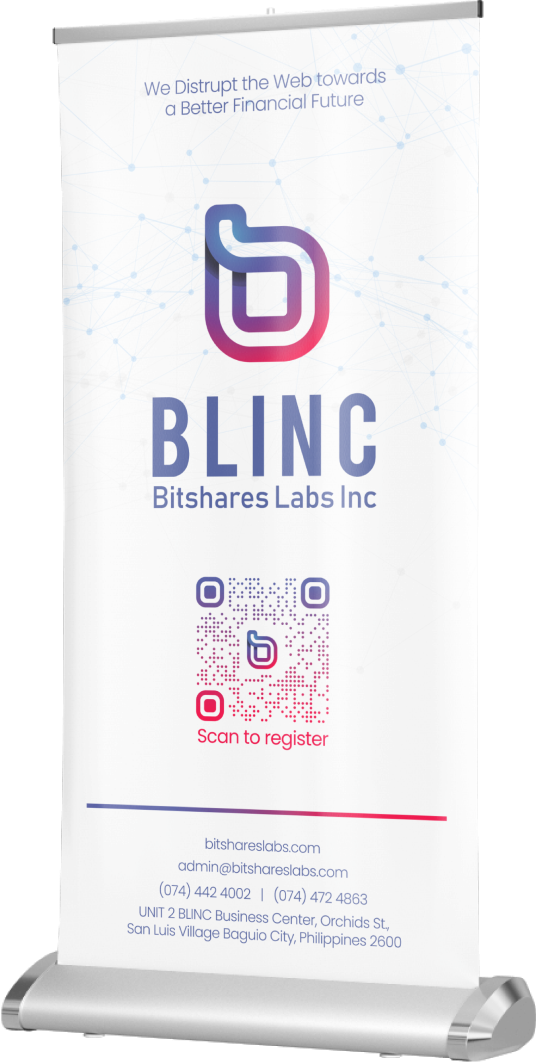 We Distrupt the Web towards
a Better Financial Future
BLINC
Bitshares Labs Inc
Scan to register
bitshareslabs.com
admin@bitshareslabs.com
(074) 442 4002 | (074) 472 4863
UNIT 2 BLINC Business Center, Orchids St.,
San Luis Village Baguio City, Philippines 2600